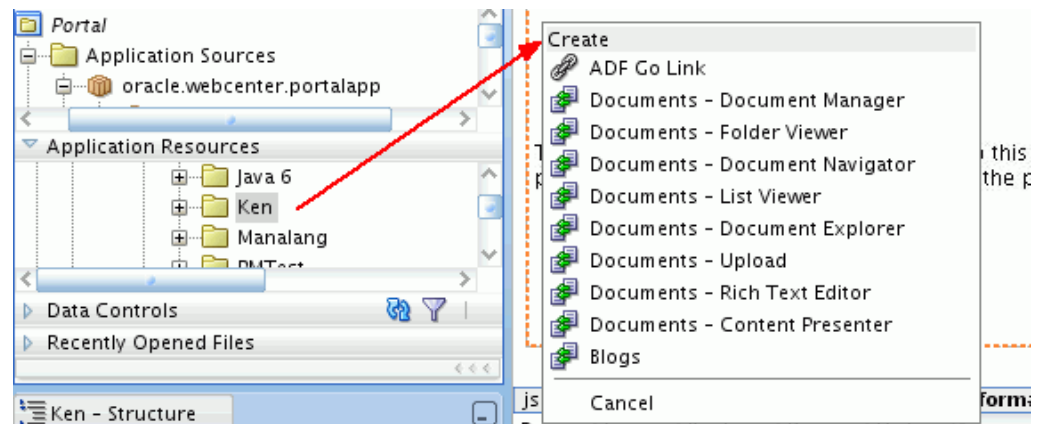 Portal
Application Sources
oracle.webcenter.portalapp
Application Resources
Java 6
Ken
Manalang
PMTest
Data Controls
Recently Opened Files
Ken - Structure
Create
ADF Go Link
Documents - Document Manager
Documents - Folder Viewer
Documents - Document Navigator
Documents - List Viewer
Documents - Document Explorer
Documents - Upload
Documents - Rich Text Editor
Documents - Content Presenter
Blogs
Cancel
this
the p
js
form